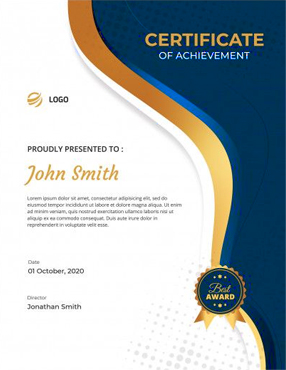 CERTIFICATE
OF ACHIEVEMENT
LOGO
PROUDLY PRESENTED TO :
John Smith
Lorem ipsum dolor sit amet, consectetur adipiscing elit, sed do
eiusmod tempor incididunt ut labore et dolore magna aliqua. Ut enim
ad minim veniam, quis nostrud exercitation ullamco laboris nisi ut
aliquip ex ea commodo consequat. Duis aute irure dolor in
reprehenderit in voluptate velit esse.
Date
01 October, 2020
Director
Jonathan Smith
Best
AWARD